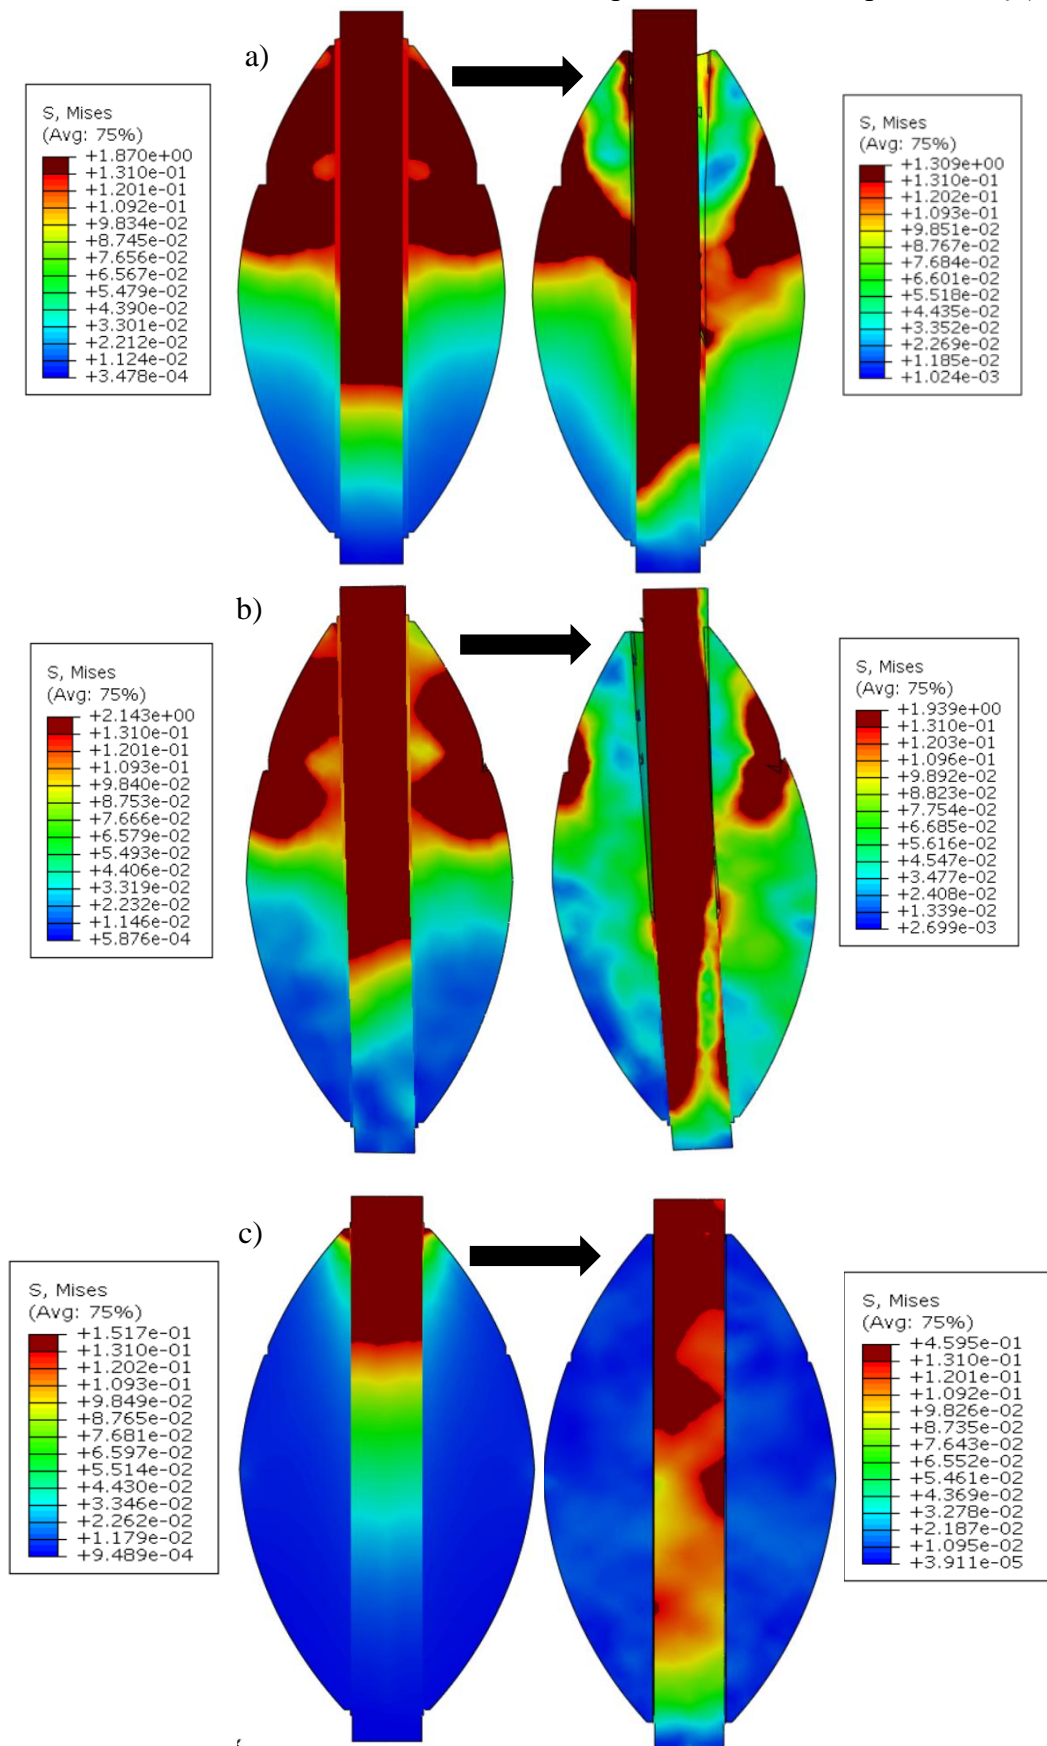 a)
S, Mises
(Avg: 75%)
+1.870e+00
+1.310e-01
+1.201e-01
+1.092e-01
+9.834e-02
+8.745e-02
+7.656e-02
+6.567e-02
+5.479e-02
+4.390e-02
+3.301e-02
+2.212e-02
+1.124e-02
+3.478e-04
S, Mises
(Avg: 75%)
+1.309e+00
+1.310e-01
+1.202e-01
+1.093e-01
+9.851e-02
+8.767e-02
+7.684e-02
+6.601e-02
+5.518e-02
+4.435e-02
+3.352e-02
+2.269e-02
+1.185e-02
+1.024e-03
b)
S, Mises
(Avg: 75%)
+2.143e+00
+1.310e-01
+1.201e-01
+1.093e-01
+9.840e-02
+8.753e-02
+7.666e-02
+6.579e-02
+5.493e-02
+4.406e-02
+3.319e-02
+2.232e-02
+1.146e-02
+5.876e-04
S, Mises
(Avg: 75%)
+1.939e+00
+1.310e-01
+1.203e-01
+1.096e-01
+9.892e-02
+8.823e-02
+7.754e-02
+6.685e-02
+5.616e-02
+4.547e-02
+3.477e-02
+2.408e-02
+1.339e-02
+2.699e-03
c)
S, Mises
(Avg: 75%)
+1.517e-01
+1.310e-01
+1.202e-01
+1.093e-01
+9.849e-02
+8.765e-02
+7.681e-02
+6.597e-02
+5.514e-02
+4.430e-02
+3.346e-02
+2.262e-02
+1.179e-02
+9.489e-04
S, Mises
(Avg: 75%)
+4.595e-01
+1.310e-01
+1.201e-01
+1.092e-01
+9.826e-02
+8.735e-02
+7.643e-02
+6.552e-02
+5.461e-02
+4.369e-02
+3.278e-02
+2.187e-02
+1.095e-02
+3.911e-05